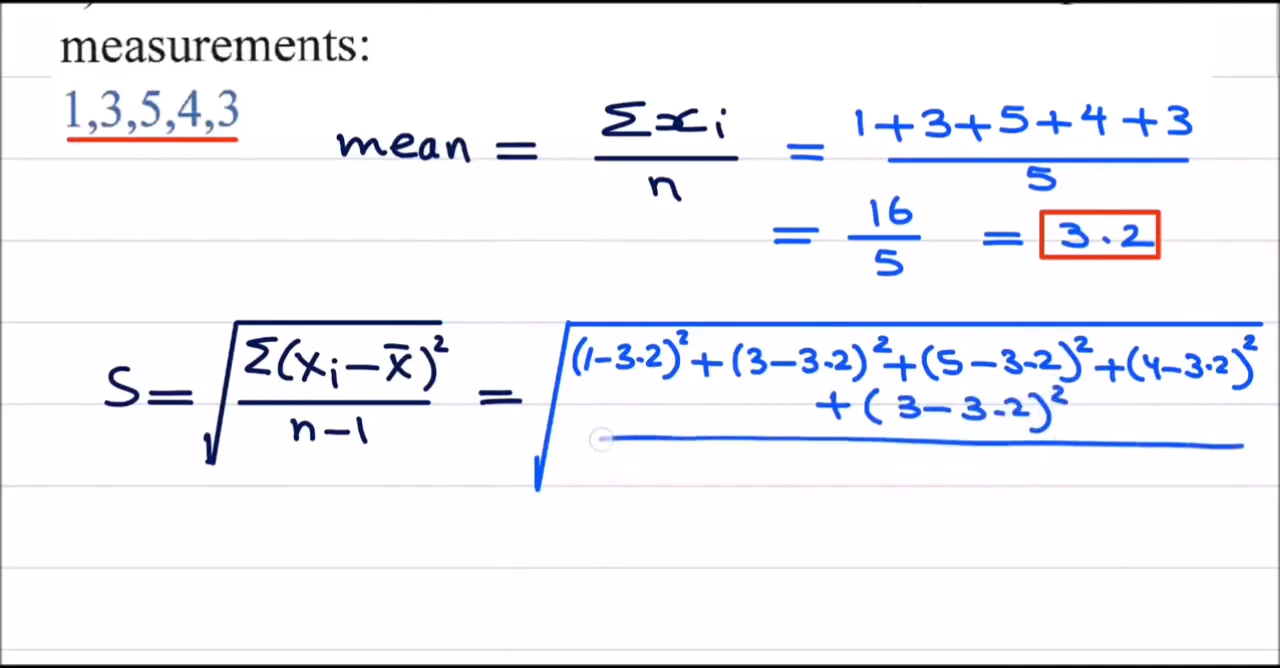 measurements:
1,3,5,4,3
mean = Σxᵢ / n = 1+3+5+4+3 / 5
= 16 / 5 = 3.2
S = √(Σ(xᵢ−x̄)² / n−1) = √((1−3.2)²+(3−3.2)²+(5−3.2)²+(4−3.2)²
+(3−3.2)²